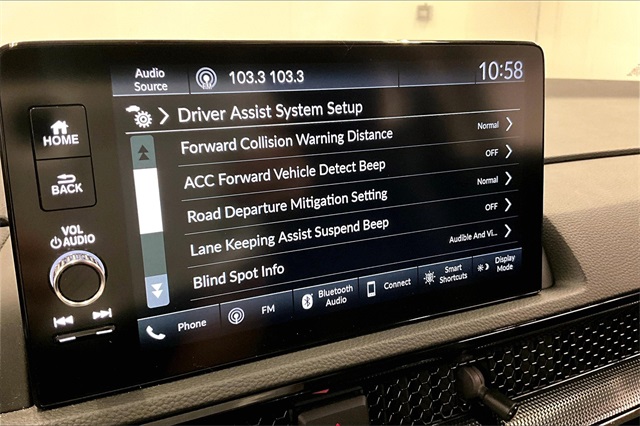 Audio
Source
103.3 103.3
10:58
Driver Assist System Setup
HOME
BACK
VOL
AUDIO
Forward Collision Warning Distance
Normal
ACC Forward Vehicle Detect Beep
OFF
Road Departure Mitigation Setting
Normal
Lane Keeping Assist Suspend Beep
OFF
Blind Spot Info
Audible And Vi...
Phone
FM
Bluetooth
Audio
Connect
Smart
Shortcuts
Display
Mode